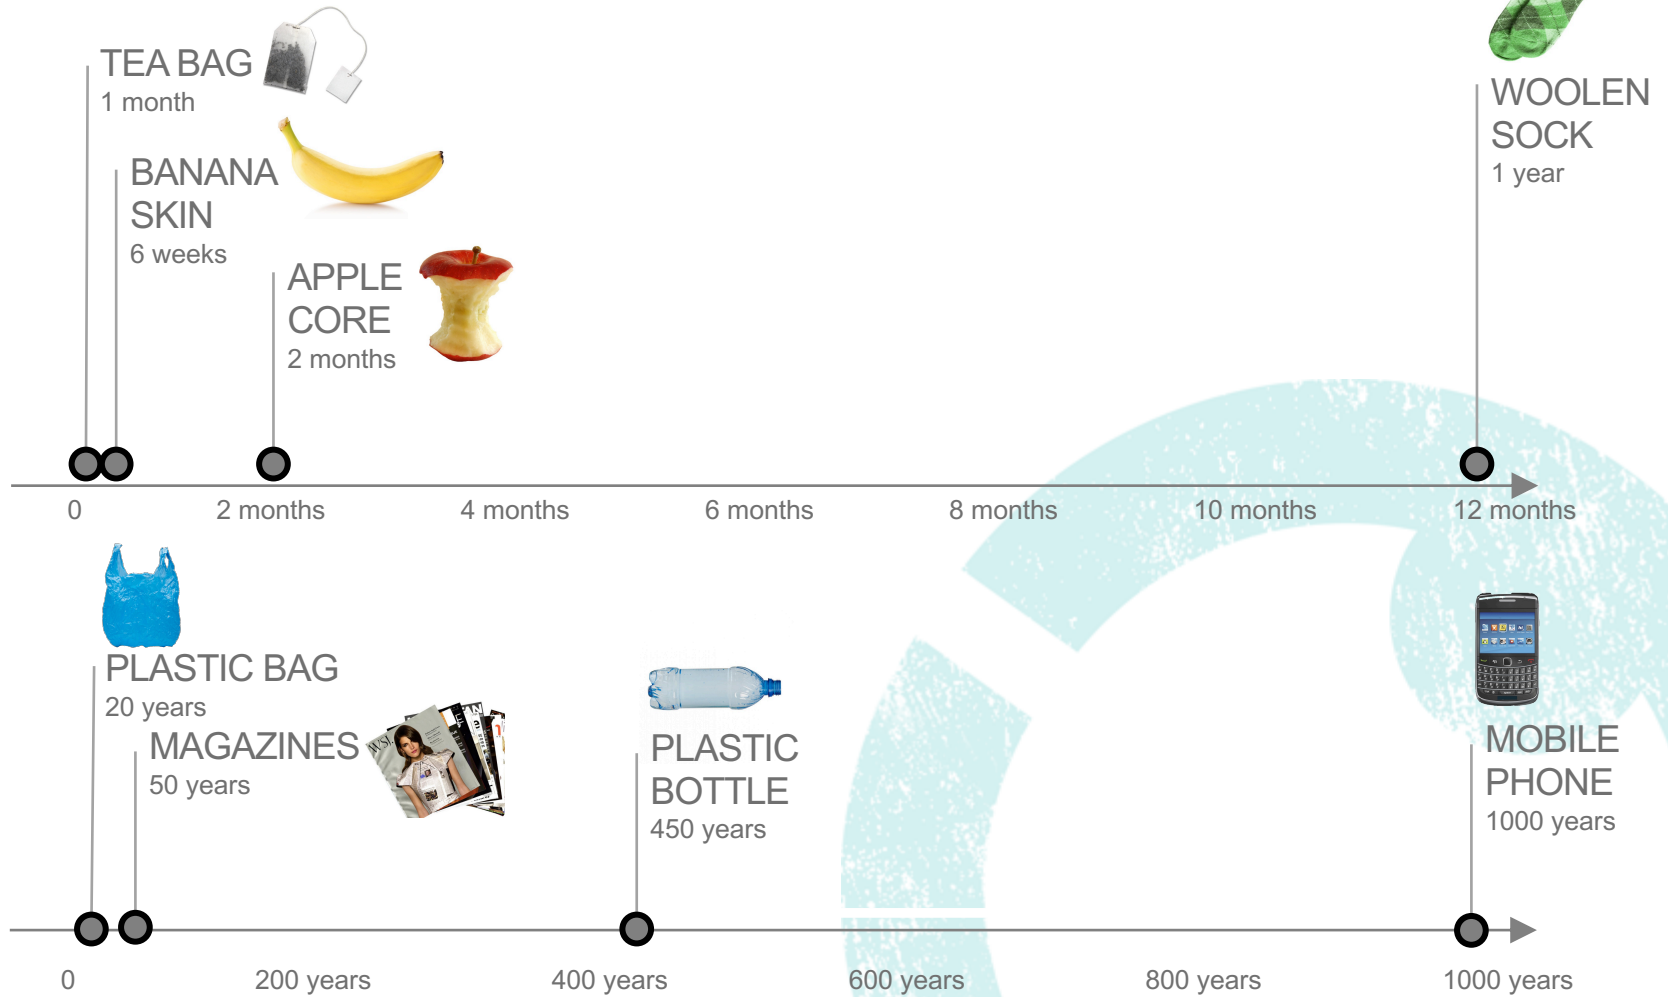 TEA BAG
1 month
BANANA
SKIN
6 weeks
APPLE
CORE
2 months
WOOLEN
SOCK
1 year
0 2 months 4 months 6 months 8 months 10 months 12 months
PLASTIC BAG
20 years
MAGAZINES
50 years
PLASTIC
BOTTLE
450 years
MOBILE
PHONE
1000 years
0 200 years 400 years 600 years 800 years 1000 years